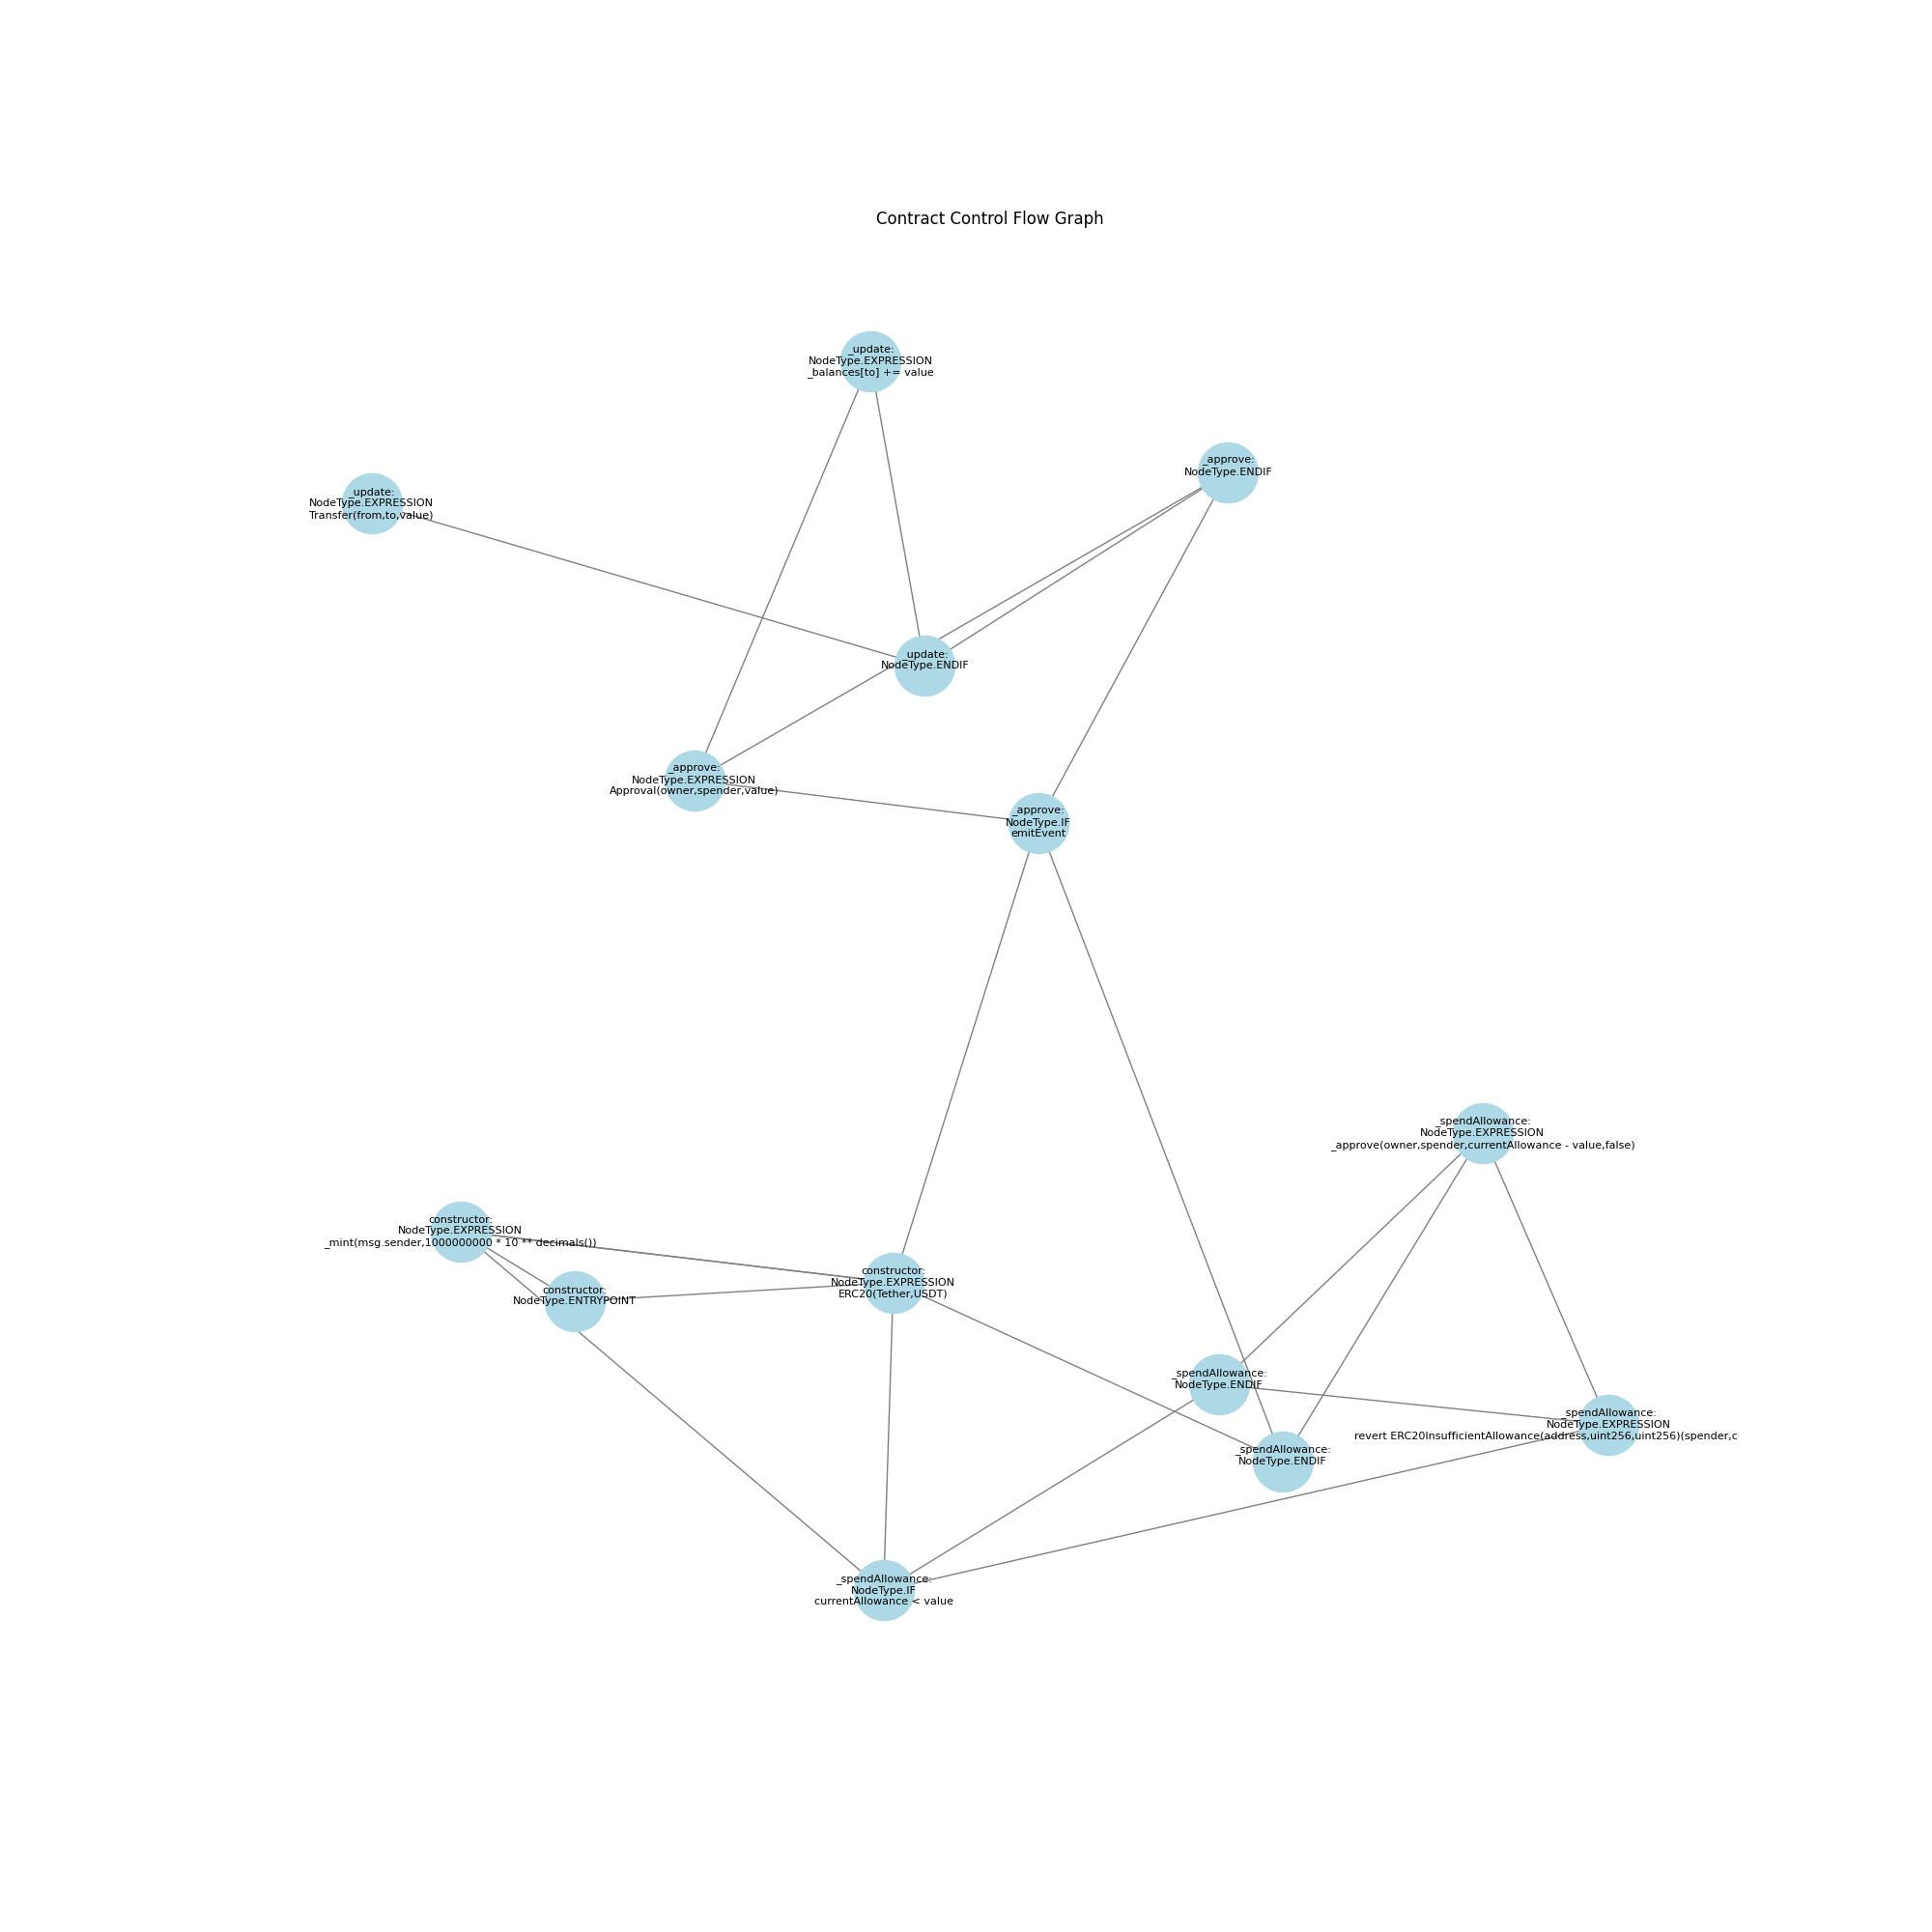 Contract Control Flow Graph
_update:
NodeType.EXPRESSION
_balances[to] += value
_approve:
NodeType.ENDIF
_update:
NodeType.EXPRESSION
Transfer(from,to,value)
_update:
NodeType.ENDIF
_approve:
NodeType.EXPRESSION
Approval(owner,spender,value)
_approve:
NodeType.IF
emitEvent
_spendAllowance:
NodeType.EXPRESSION
_approve(owner,spender,currentAllowance - value,false)
constructor:
NodeType.EXPRESSION
_mint(msg.sender,1000000000 * 10 ** decimals())
constructor:
NodeType.EXPRESSION
ERC20(Tether,USDT)
constructor:
NodeType.ENTRYPOINT
_spendAllowance:
NodeType.ENDIF
_spendAllowance:
NodeType.EXPRESSION
revert ERC20InsufficientAllowance(address,uint256,uint256)(spender,c
_spendAllowance:
NodeType.ENDIF
_spendAllowance:
NodeType.IF
currentAllowance < value